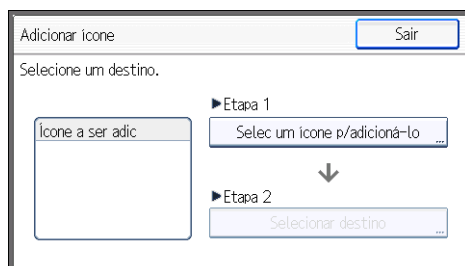 Adicionar ícone
Sair
Selecione um destino.
►Etapa 1
Ícone a ser adic
Selec um ícone p/adicioná-lo
...
►Etapa 2
Selecionar destino
...